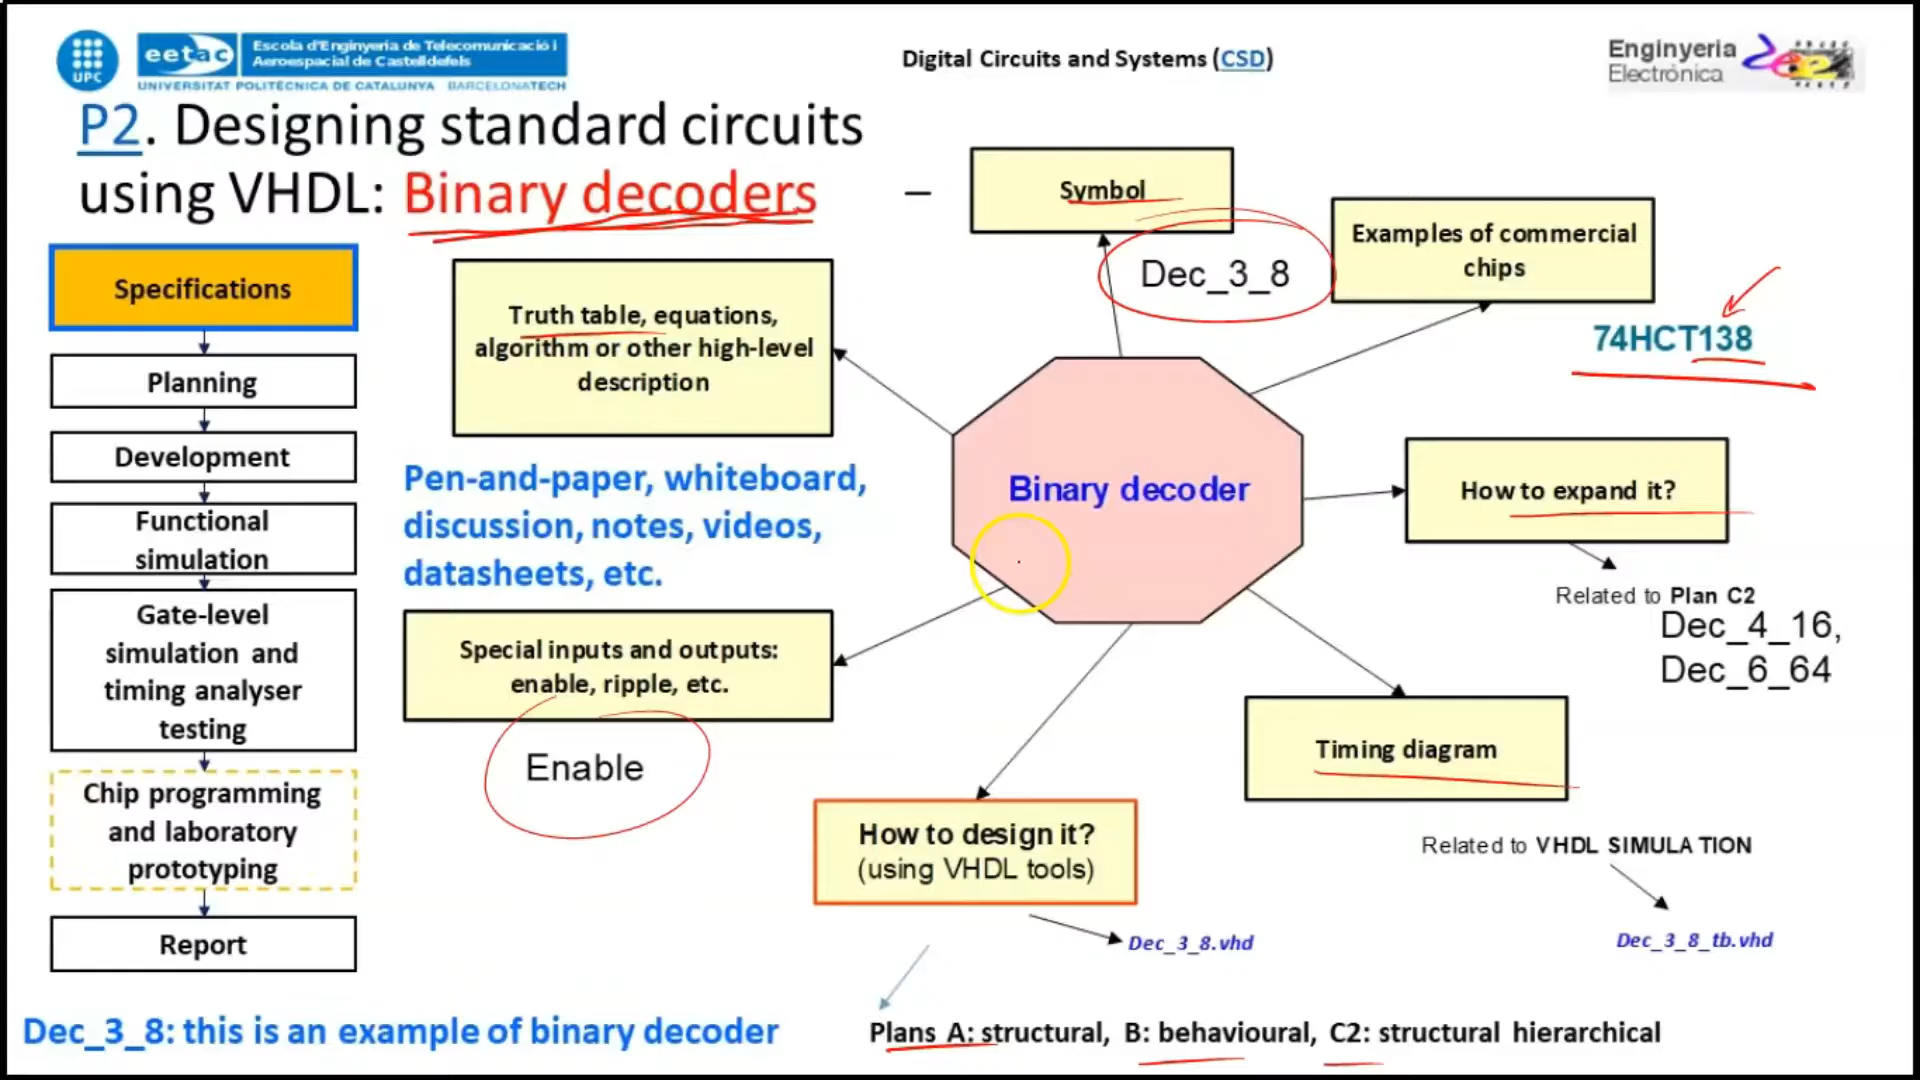 UPC
eetac
Escola d'Enginyeria de Telecomunicació i
Aeroespacial de Castelldefels
UNIVERSITAT POLITÈCNICA DE CATALUNYA BARCELONATECH
Digital Circuits and Systems (CSD)
Enginyeria
Electrònica
P2. Designing standard circuits
using VHDL: Binary decoders
–
Specifications
Planning
Development
Functional
simulation
Gate-level
simulation and
timing analyser
testing
Chip programming
and laboratory
prototyping
Report
Truth table, equations,
algorithm or other high-level
description
Pen-and-paper, whiteboard,
discussion, notes, videos,
datasheets, etc.
Special inputs and outputs:
enable, ripple, etc.
Enable
Symbol
Dec_3_8
Examples of commercial
chips
74HCT138
Binary decoder
How to expand it?
Related to Plan C2
Dec_4_16,
Dec_6_64
Timing diagram
Related to VHDL SIMULATION
Dec_3_8_tb.vhd
How to design it?
(using VHDL tools)
Dec_3_8.vhd
Dec_3_8: this is an example of binary decoder
Plans A: structural, B: behavioural, C2: structural hierarchical